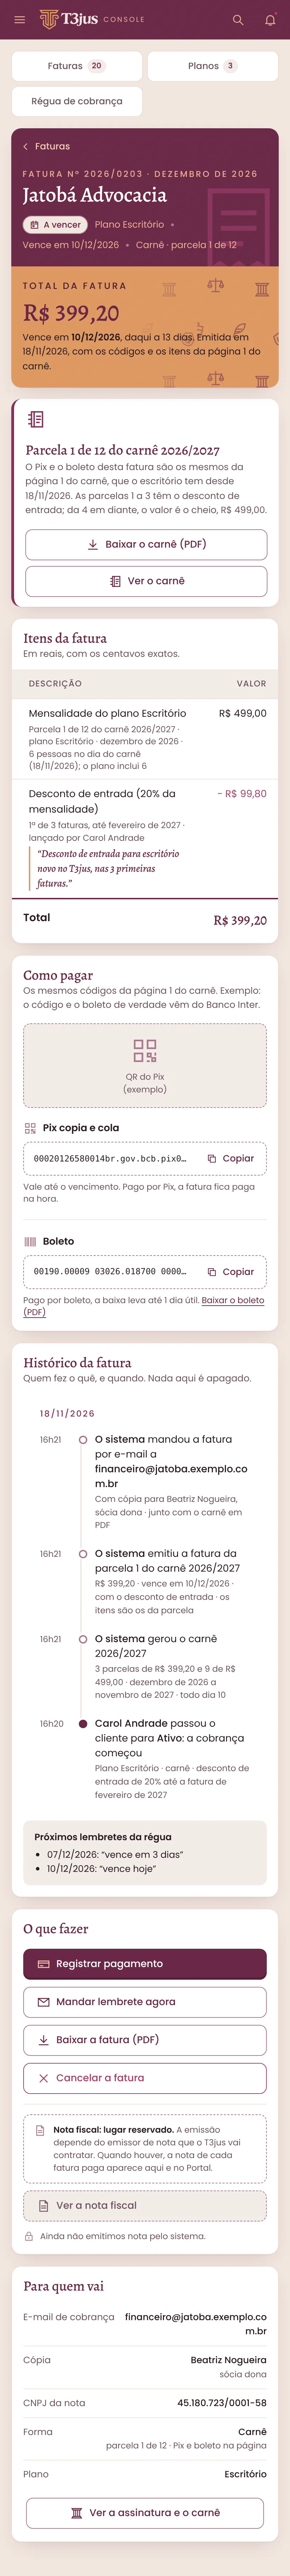 T3jus CONSOLE
Faturas 20
Planos 3
Régua de cobrança
Faturas
FATURA Nº 2026/0203 · DEZEMBRO DE 2026
Jatobá Advocacia
A vencer
Plano Escritório
Vence em 10/12/2026 • Carnê · parcela 1 de 12
TOTAL DA FATURA
R$ 399,20
Vence em 10/12/2026, daqui a 13 dias. Emitida em
18/11/2026, com os códigos e os itens da página 1 do
carnê.
Parcela 1 de 12 do carnê 2026/2027
O Pix e o boleto desta fatura são os mesmos da
página 1 do carnê, que o escritório tem desde
18/11/2026. As parcelas 1 a 3 têm o desconto de
entrada; da 4 em diante, o valor é o cheio, R$ 499,00.
Baixar o carnê (PDF)
Ver o carnê
Itens da fatura
Em reais, com os centavos exatos.
DESCRIÇÃO VALOR
Mensalidade do plano Escritório R$ 499,00
Parcela 1 de 12 do carnê 2026/2027 ·
plano Escritório · dezembro de 2026 ·
6 pessoas no dia do carnê
(18/11/2026); o plano inclui 6
Desconto de entrada (20% da − R$ 99,80
mensalidade)
1ª de 3 faturas, até fevereiro de 2027 ·
lançado por Carol Andrade
“Desconto de entrada para escritório
novo no T3jus, nas 3 primeiras
faturas.”
Total R$ 399,20
Como pagar
Os mesmos códigos da página 1 do carnê. Exemplo:
o código e o boleto de verdade vêm do Banco Inter.
QR do Pix
(exemplo)
Pix copia e cola
00020126580014br.gov.bcb.pix0… Copiar
Vale até o vencimento. Pago por Pix, a fatura fica paga
na hora.
Boleto
00190.00009 03026.018700 0000… Copiar
Pago por boleto, a baixa leva até 1 dia útil. Baixar o boleto
(PDF)
Histórico da fatura
Quem fez o quê, e quando. Nada aqui é apagado.
18/11/2026
16h21 O sistema mandou a fatura
por e-mail a
financeiro@jatoba.exemplo.co
m.br
Com cópia para Beatriz Nogueira,
sócia dona · junto com o carnê em
PDF
16h21 O sistema emitiu a fatura da
parcela 1 do carnê 2026/2027
R$ 399,20 · vence em 10/12/2026 ·
com o desconto de entrada · os
itens são os da parcela
16h21 O sistema gerou o carnê
2026/2027
3 parcelas de R$ 399,20 e 9 de R$
499,00 · dezembro de 2026 a
novembro de 2027 · todo dia 10
16h20 Carol Andrade passou o
cliente para Ativo: a cobrança
começou
Plano Escritório · carnê · desconto de
entrada de 20% até a fatura de
fevereiro de 2027
Próximos lembretes da régua
• 07/12/2026: “vence em 3 dias”
• 10/12/2026: “vence hoje”
O que fazer
Registrar pagamento
Mandar lembrete agora
Baixar a fatura (PDF)
Cancelar a fatura
Nota fiscal: lugar reservado. A emissão
depende do emissor de nota que o T3jus vai
contratar. Quando houver, a nota de cada
fatura paga aparece aqui e no Portal.
Ver a nota fiscal
Ainda não emitimos nota pelo sistema.
Para quem vai
E-mail de cobrança financeiro@jatoba.exemplo.co
m.br
Cópia Beatriz Nogueira
sócia dona
CNPJ da nota 45.180.723/0001-58
Forma Carnê
parcela 1 de 12 · Pix e boleto na página
Plano Escritório
Ver a assinatura e o carnê